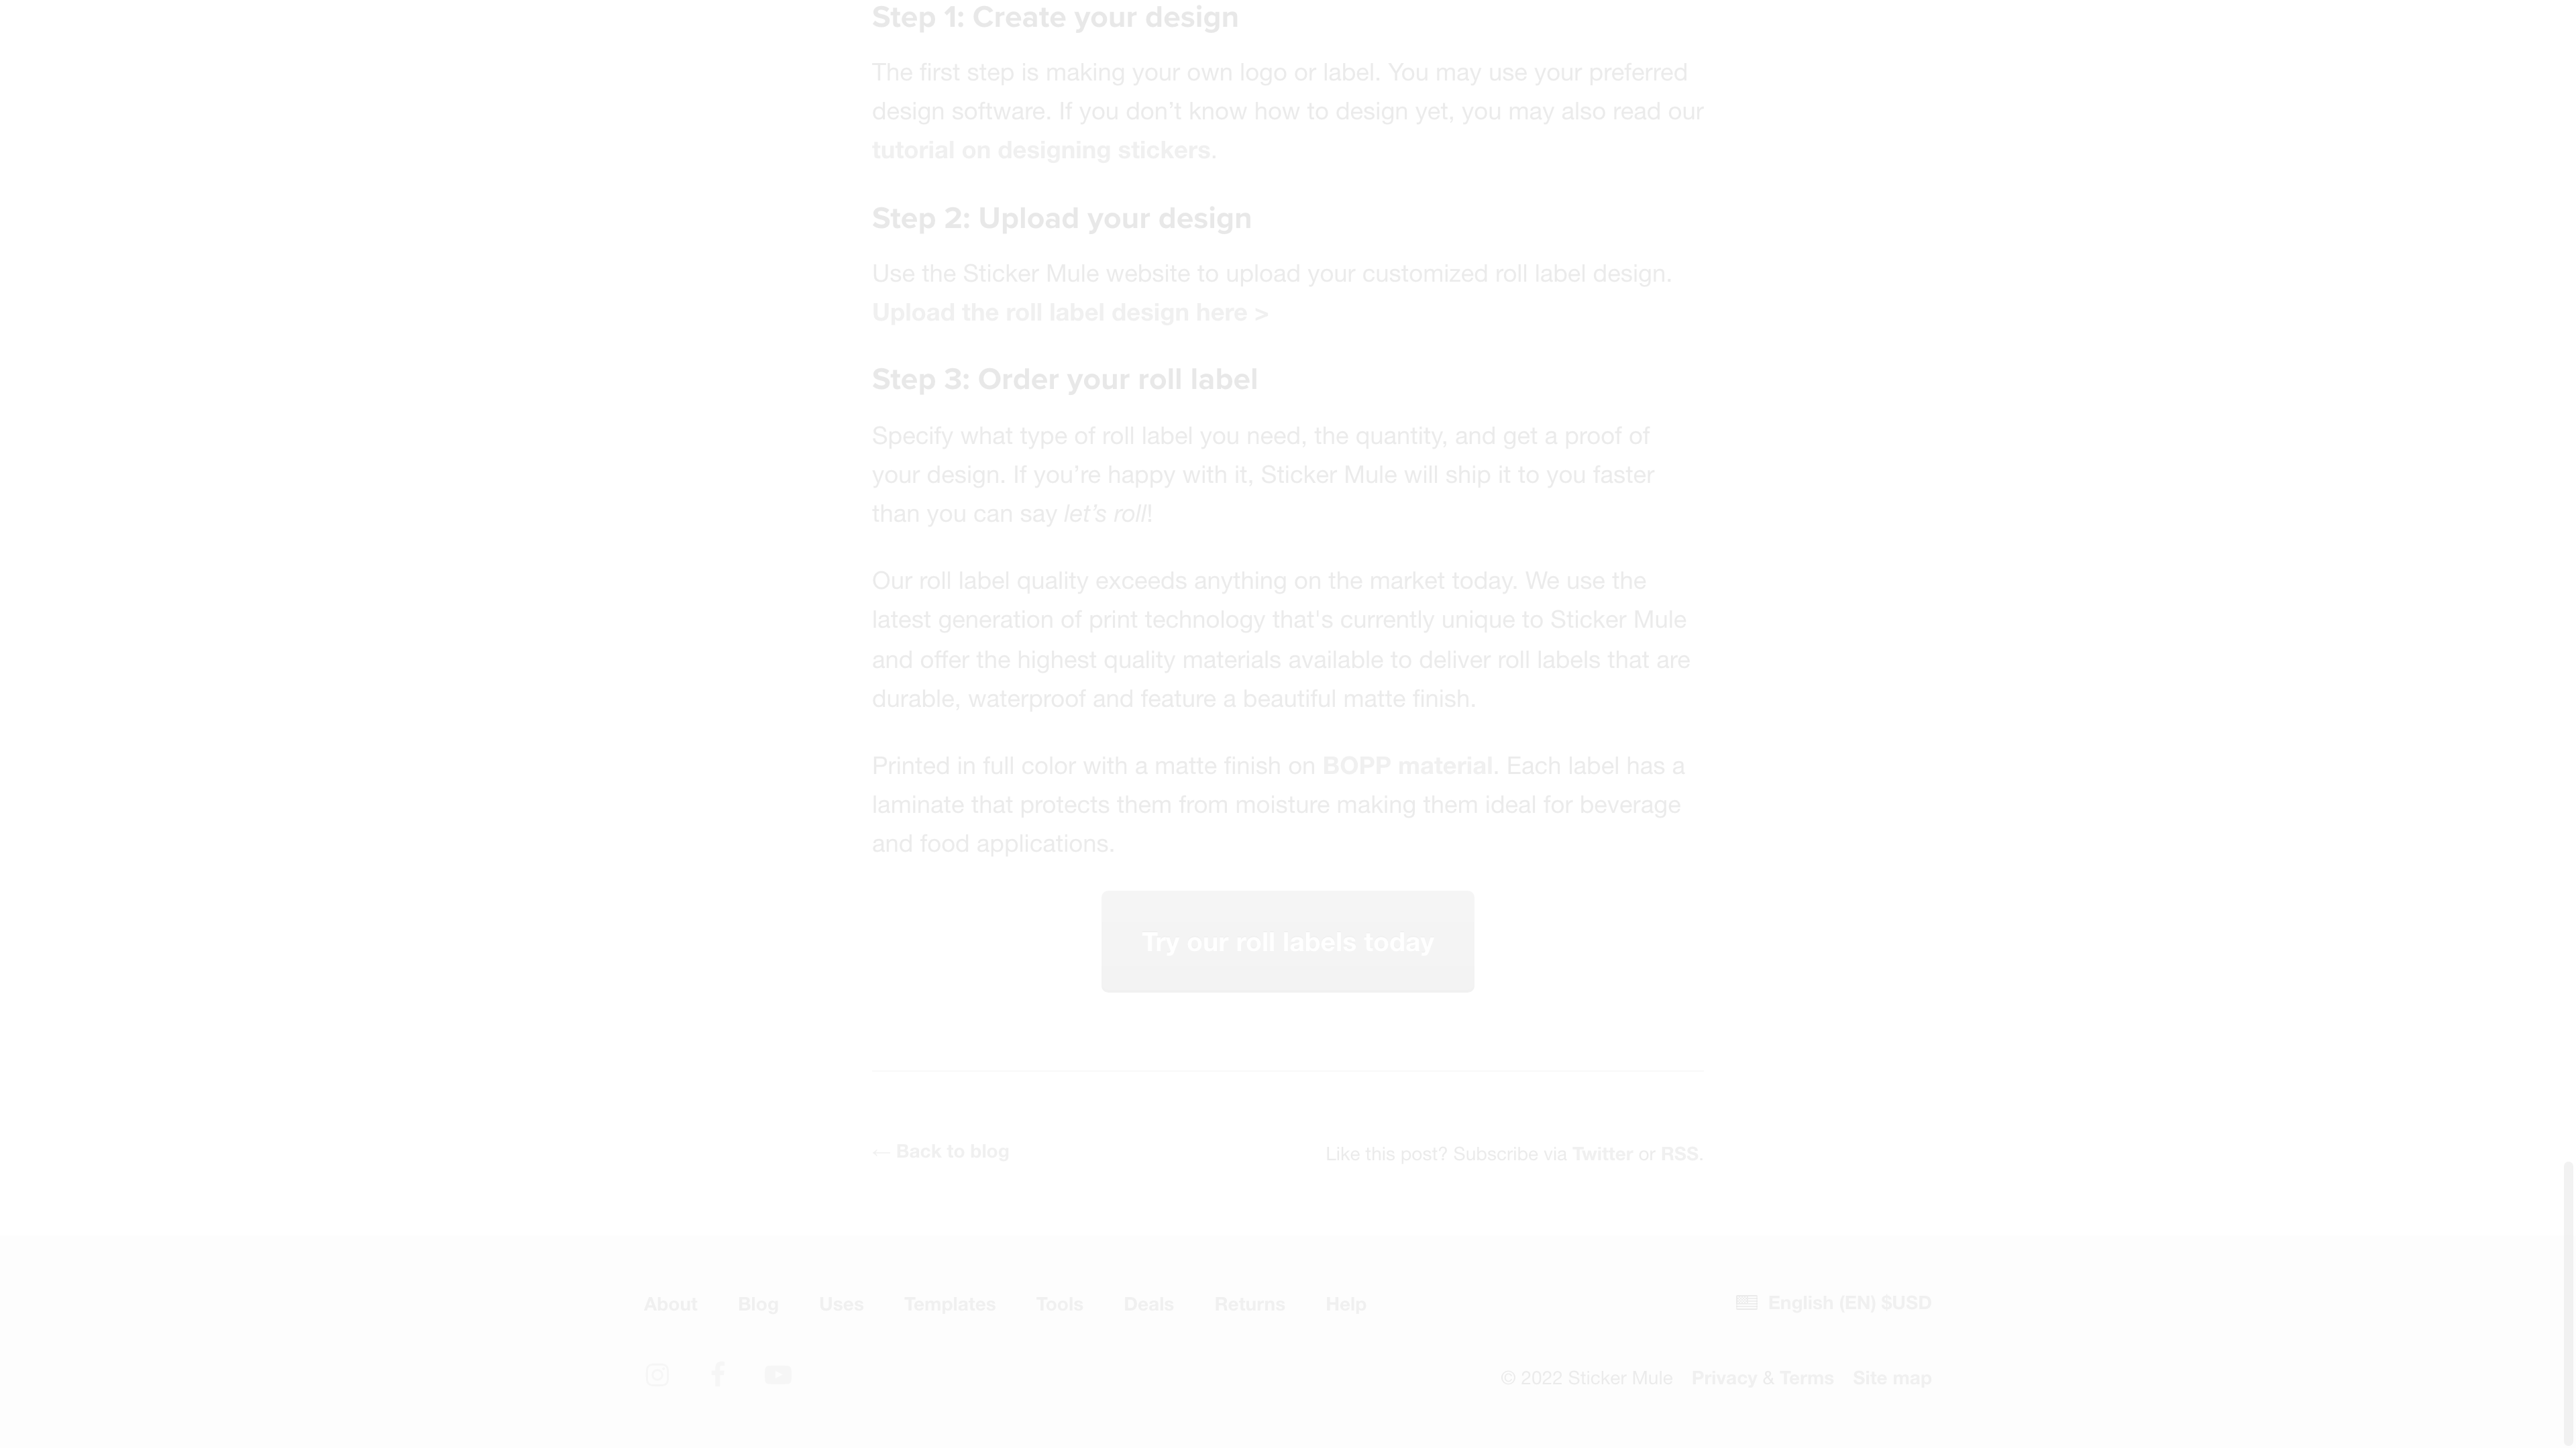 Step 1: Create your design
The first step is making your own logo or label. You may use your preferred
design software. If you don’t know how to design yet, you may also read our
tutorial on designing stickers.
Step 2: Upload your design
Use the Sticker Mule website to upload your customized roll label design.
Upload the roll label design here >
Step 3: Order your roll label
Specify what type of roll label you need, the quantity, and get a proof of
your design. If you’re happy with it, Sticker Mule will ship it to you faster
than you can say let’s roll!
Our roll label quality exceeds anything on the market today. We use the
latest generation of print technology that's currently unique to Sticker Mule
and offer the highest quality materials available to deliver roll labels that are
durable, waterproof and feature a beautiful matte finish.
Printed in full color with a matte finish on BOPP material. Each label has a
laminate that protects them from moisture making them ideal for beverage
and food applications.
Try our roll labels today
← Back to blog
Like this post? Subscribe via Twitter or RSS.
About Blog Uses Templates Tools Deals Returns Help
English (EN) $USD
© 2022 Sticker Mule Privacy & Terms Site map